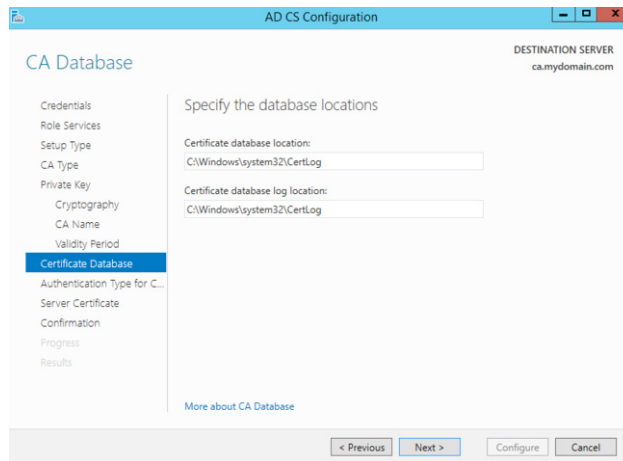 AD CS Configuration
CA Database
DESTINATION SERVER
ca.mydomain.com
Credentials
Role Services
Setup Type
CA Type
Private Key
Cryptography
CA Name
Validity Period
Certificate Database
Authentication Type for C...
Server Certificate
Confirmation
Progress
Results
Specify the database locations
Certificate database location:
C:\Windows\system32\CertLog
Certificate database log location:
C:\Windows\system32\CertLog
More about CA Database
< Previous
Next >
Configure
Cancel